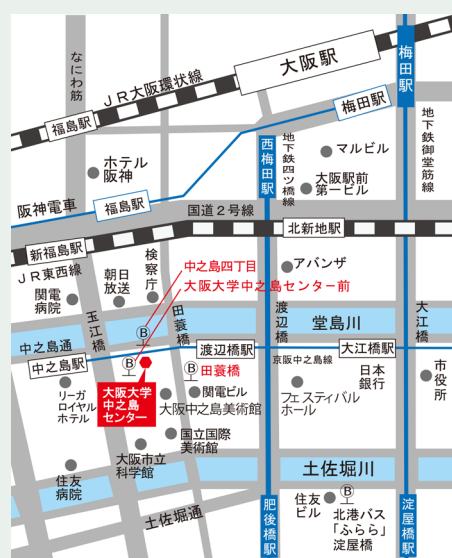 大阪駅
梅田駅
なにわ筋
JR大阪環状線
福島駅
梅田駅
地下鉄御堂筋線
西梅田駅
地下鉄四ツ橋線
マルビル
ホテル
阪神
大阪駅前
第一ビル
阪神電車
福島駅
国道2号線
新福島駅
北新地駅
JR東西線
検察庁
中之島四丁目
アバンザ
朝日
放送
大阪大学中之島センター前
関電
病院
玉江橋
田蓑橋
渡辺橋
大江橋
堂島川
中之島通
B
渡辺橋駅
大江橋駅
中之島駅
B
B
田蓑橋
京阪中之島線
日本
銀行
市役所
リーガ
ロイヤル
ホテル
大阪大学
中之島
センター
関電ビル
大阪中之島美術館
フェスティバル
ホール
国立国際
美術館
大阪市立
科学館
土佐堀川
住友
病院
B
住友
ビル
肥後橋駅
淀屋橋駅
土佐堀通
北港バス
「ふらら」
淀屋橋